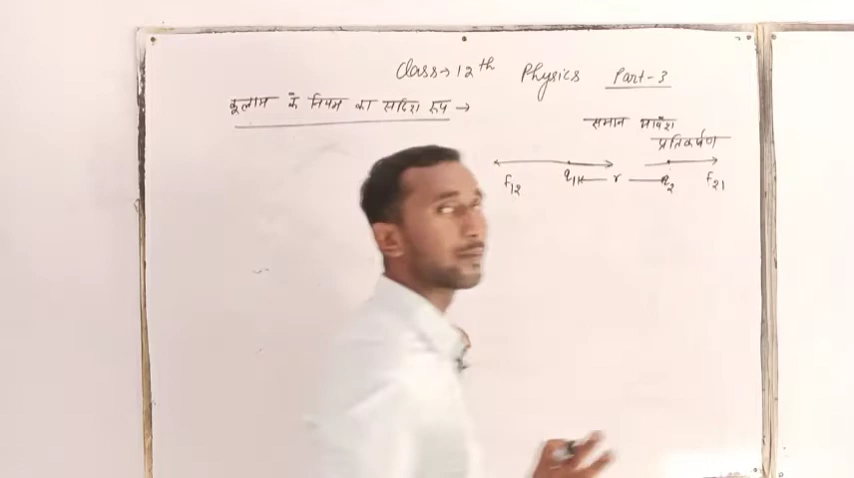 Class→12th Physics Part-3
कूलाम के नियम का सदिश रूप →
समान आवेश
प्रतिकर्षण
F12 q1 r q2 F21